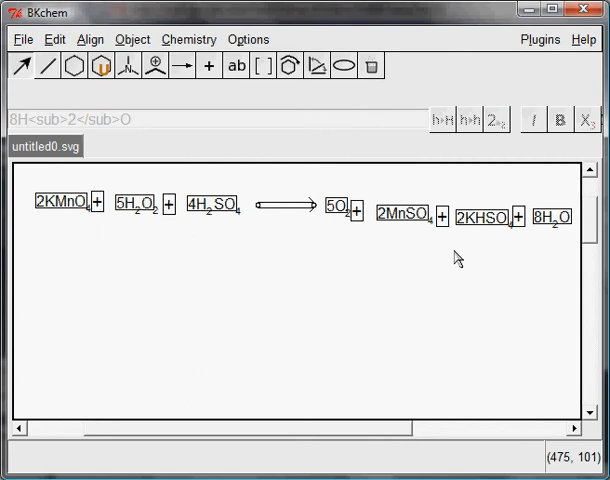 BKchem
File Edit Align Object Chemistry Options Plugins Help
N ab [ ]
8H<sub>2</sub>O I B X₃
untitled0.svg
2KMnO₄ + 5H₂O₂ + 4H₂SO₄ 5O₂ + 2MnSO₄ + 2KHSO₄ + 8H₂O
(475, 101)